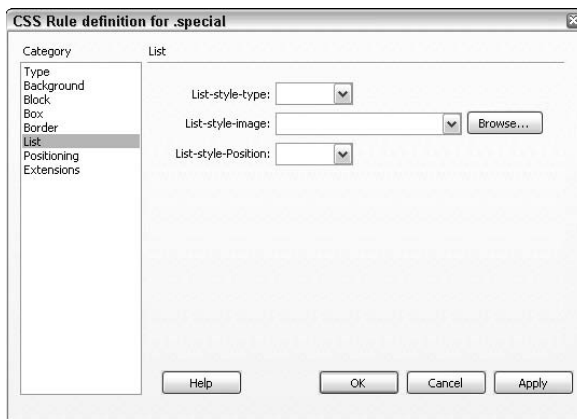 CSS Rule definition for .special
Category
List
Type
Background
Block
Box
Border
List
Positioning
Extensions
List-style-type:
List-style-image:
Browse...
List-style-Position:
Help
OK
Cancel
Apply